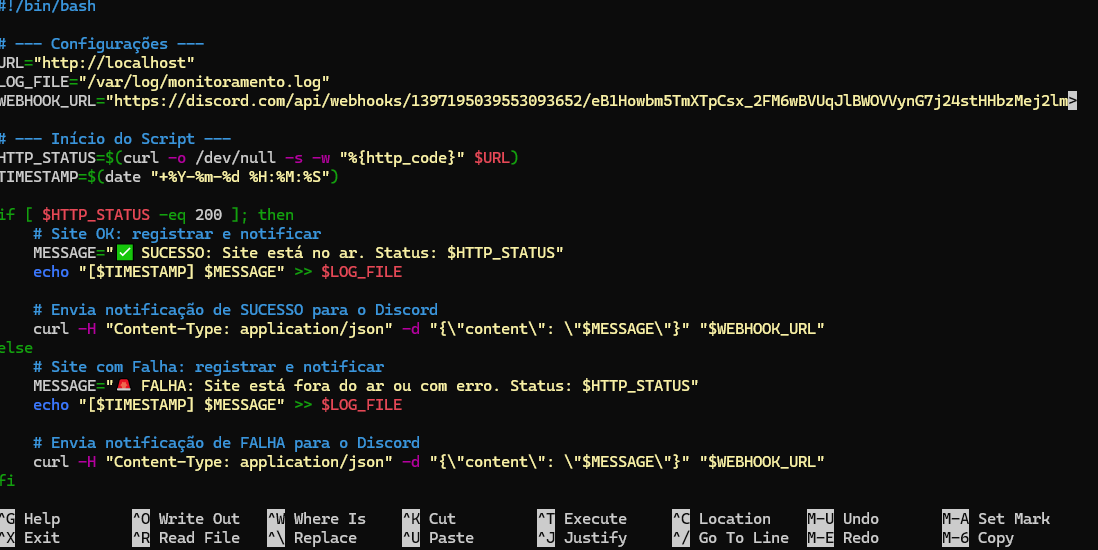 #!/bin/bash
# --- Configurações ---
URL="http://localhost"
LOG_FILE="/var/log/monitoramento.log"
WEBHOOK_URL="https://discord.com/api/webhooks/1397195039553093652/eB1Howbm5TmXTpCsx_2FM6wBVUqJlBWOVVynG7j24stHHbzMej2lm>
# --- Início do Script ---
HTTP_STATUS=$(curl -o /dev/null -s -w "%{http_code}" $URL)
TIMESTAMP=$(date "+%Y-%m-%d %H:%M:%S")
if [ $HTTP_STATUS -eq 200 ]; then
    # Site OK: registrar e notificar
    MESSAGE="✅ SUCESSO: Site está no ar. Status: $HTTP_STATUS"
    echo "[$TIMESTAMP] $MESSAGE" >> $LOG_FILE
    # Envia notificação de SUCESSO para o Discord
    curl -H "Content-Type: application/json" -d "{\"content\": \"$MESSAGE\"}" "$WEBHOOK_URL"
else
    # Site com Falha: registrar e notificar
    MESSAGE="🚨 FALHA: Site está fora do ar ou com erro. Status: $HTTP_STATUS"
    echo "[$TIMESTAMP] $MESSAGE" >> $LOG_FILE
    # Envia notificação de FALHA para o Discord
    curl -H "Content-Type: application/json" -d "{\"content\": \"$MESSAGE\"}" "$WEBHOOK_URL"
fi
^G Help ^O Write Out ^W Where Is ^K Cut ^T Execute ^C Location M-U Undo M-A Set Mark
^X Exit ^R Read File ^\ Replace ^U Paste ^J Justify ^/ Go To Line M-E Redo M-6 Copy